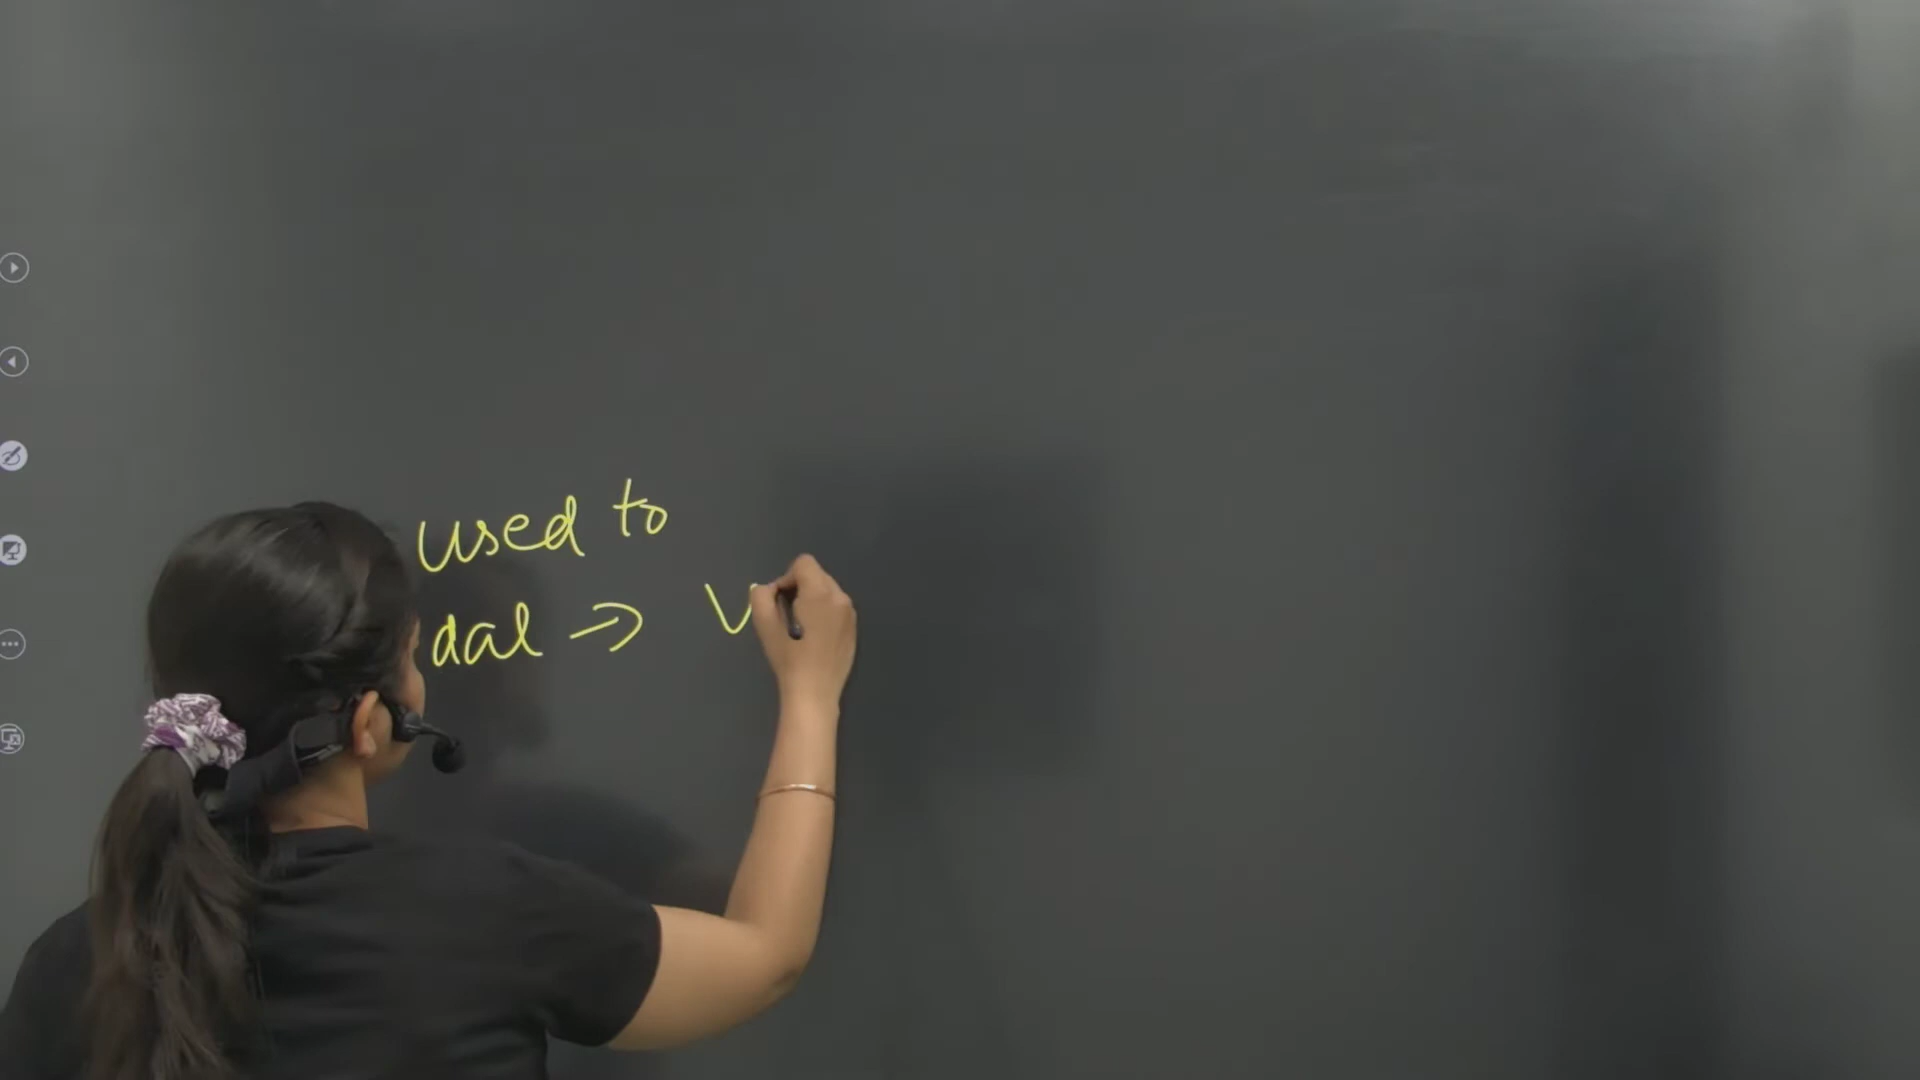 used to
dal → V